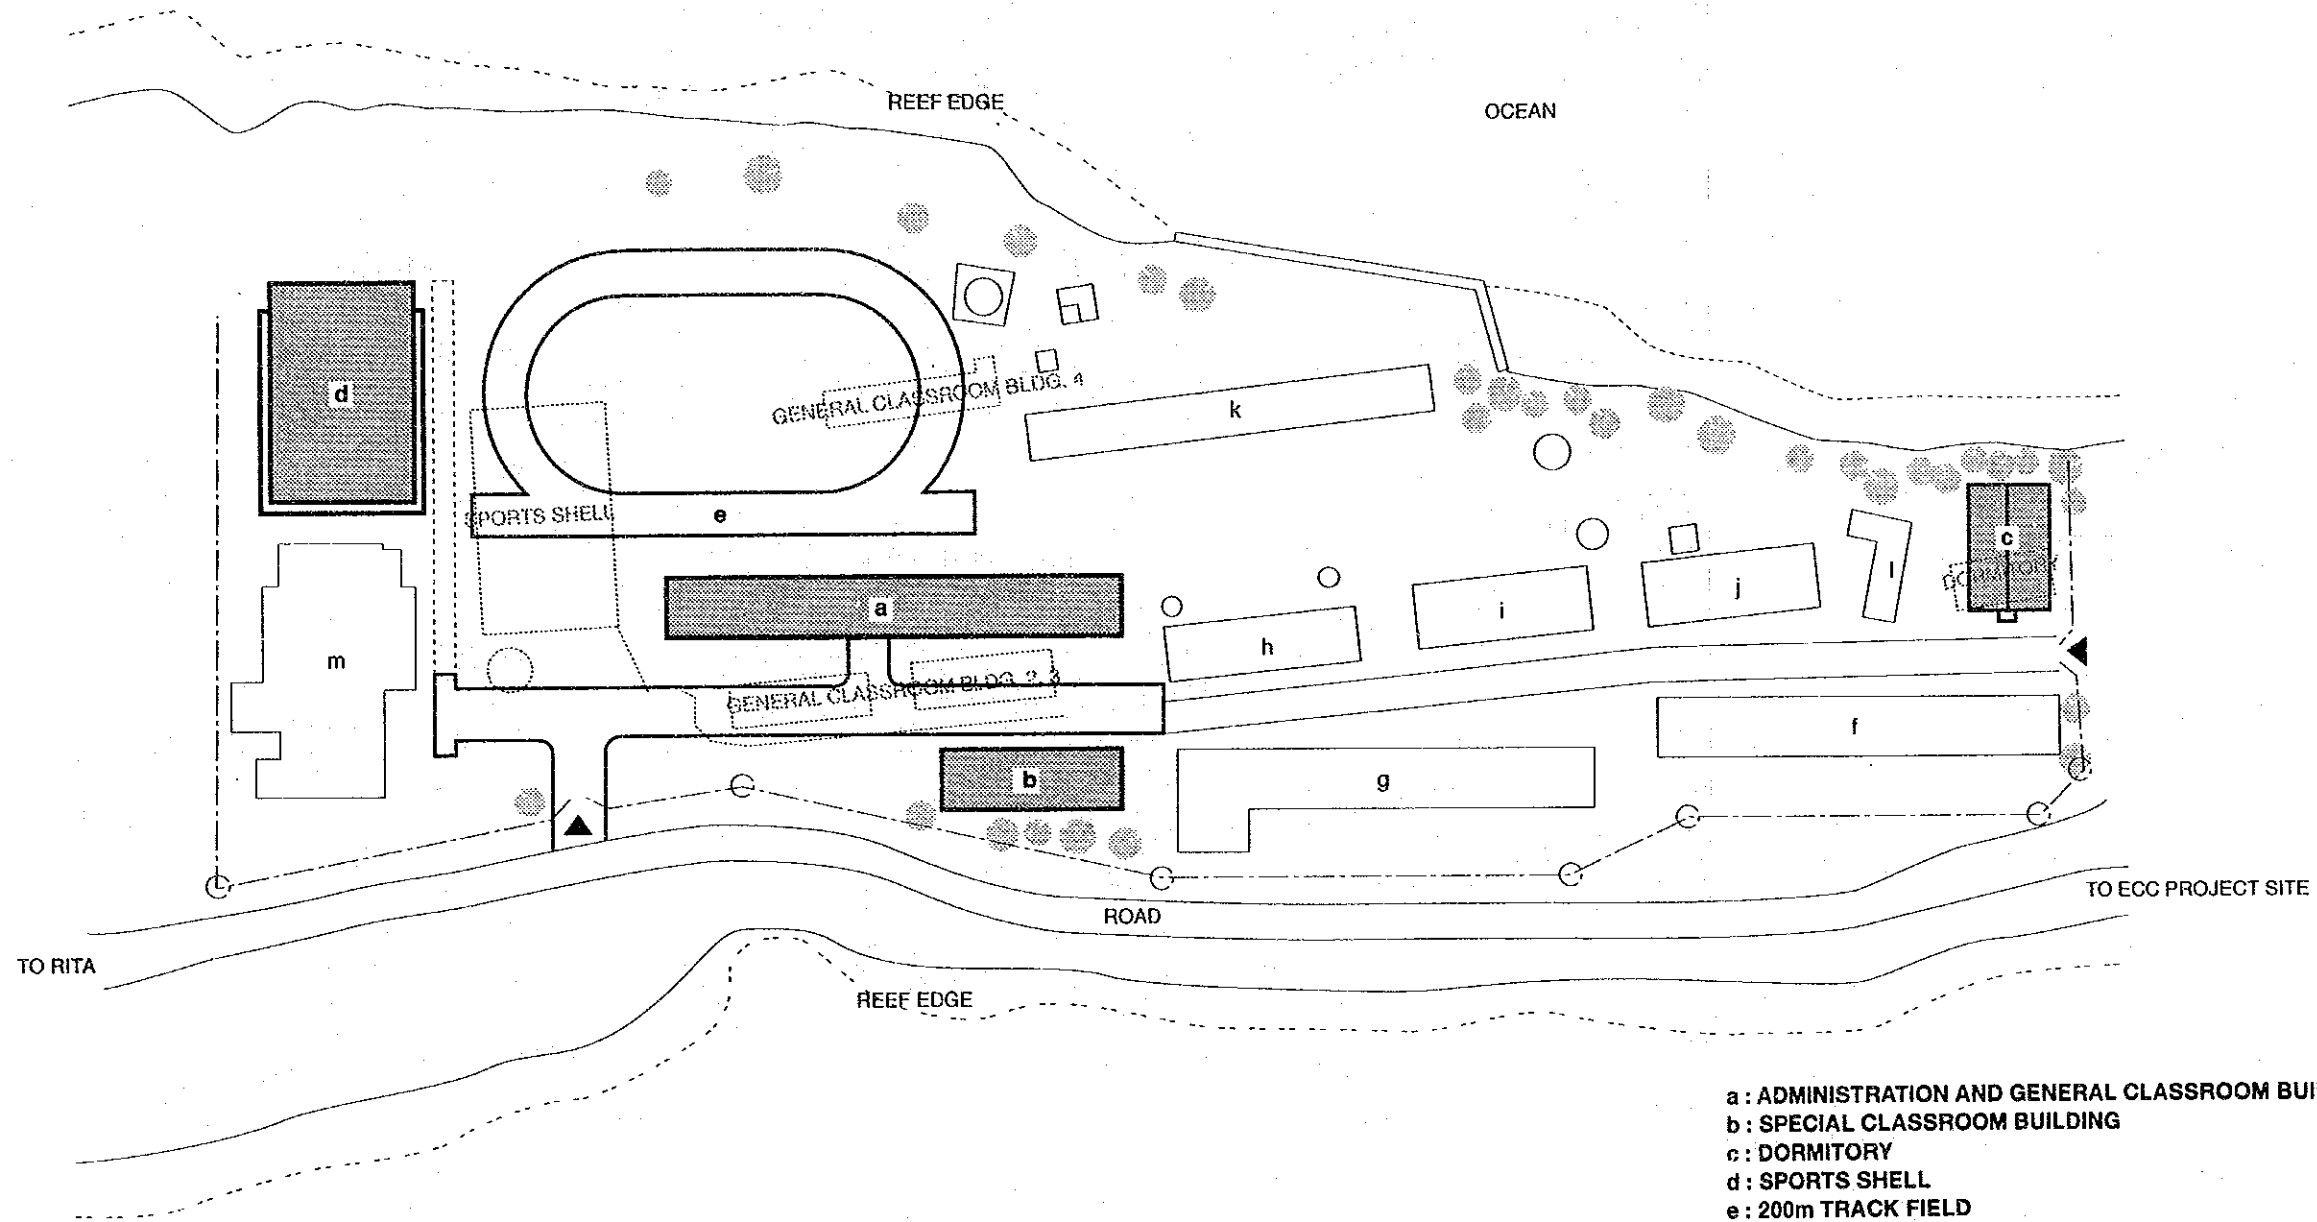 REEF EDGE
OCEAN
d
GENERAL CLASSROOM BLDG. 4
k
SPORTS SHELL
e
c
DORMITORY
j
l
i
a
h
m
GENERAL CLASSROOM BLDG. 2, 3
f
b
g
TO ECC PROJECT SITE
ROAD
TO RITA
REEF EDGE
a : ADMINISTRATION AND GENERAL CLASSROOM BUI
b : SPECIAL CLASSROOM BUILDING
c : DORMITORY
d : SPORTS SHELL
e : 200m TRACK FIELD